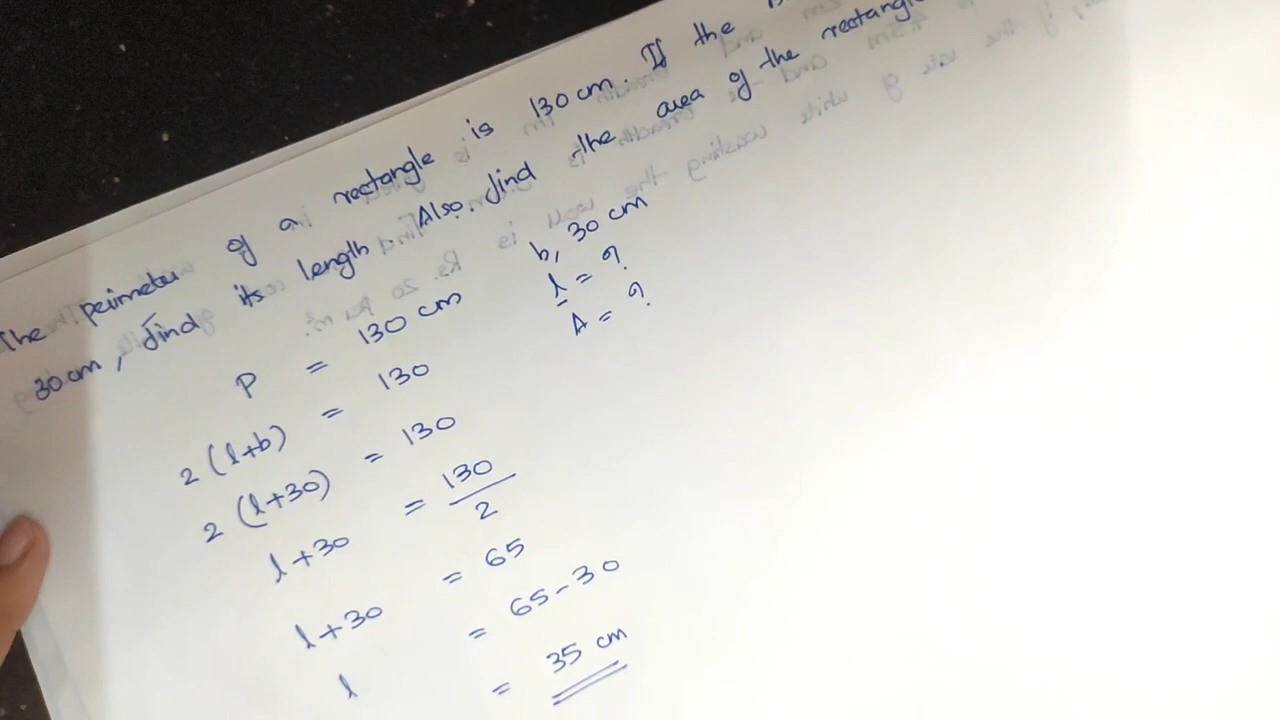 The perimeter of a rectangle is 130 cm. If the
30 cm, find its length. Also. find the area of the rectangle
P = 130 cm b, 30 cm
2(l+b) = 130 l = ?
2(l+30) = 130 A = ?
l+30 = 130/2
l+30 = 65
l = 65-30
= 35 cm